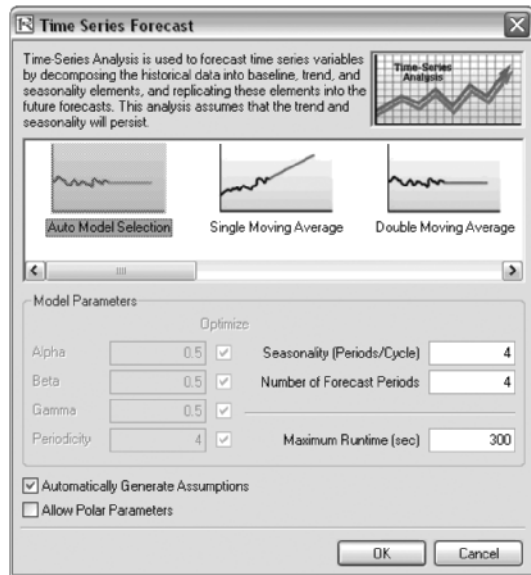 Time Series Forecast
Time-Series Analysis is used to forecast time series variables
by decomposing the historical data into baseline, trend, and
seasonality elements, and replicating these elements into the
future forecasts. This analysis assumes that the trend and
seasonality will persist.
Time-Series
Analysis
Auto Model Selection
Single Moving Average
Double Moving Average
Model Parameters
Optimize
Alpha 0.5
Seasonality (Periods/Cycle) 4
Beta 0.5
Number of Forecast Periods 4
Gamma 0.5
Periodicity 4
Maximum Runtime (sec) 300
Automatically Generate Assumptions
Allow Polar Parameters
OK
Cancel